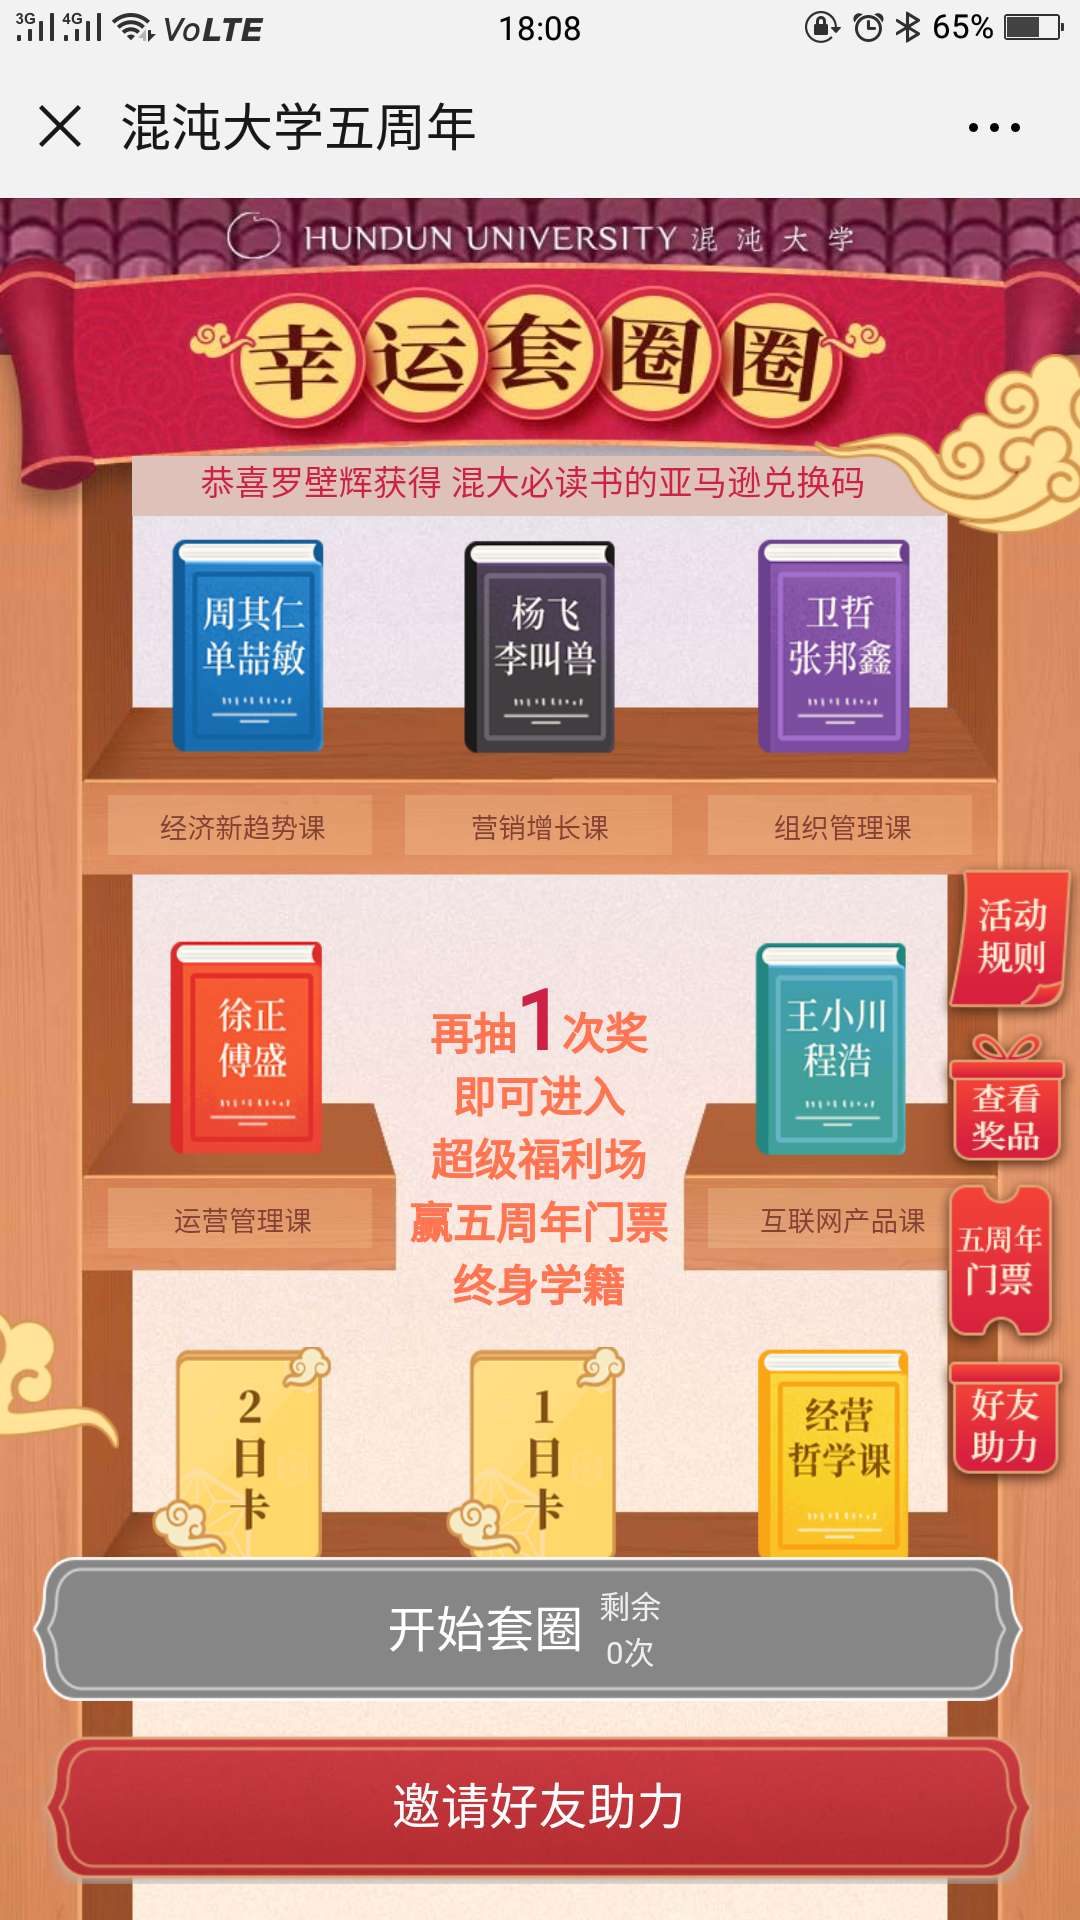 3G 4G VoLTE 18:08 65%
混沌大学五周年
HUNDUN UNIVERSITY 混沌大学
幸运套圈圈
恭喜罗壁辉获得 混大必读书的亚马逊兑换码
周其仁
单喆敏
杨飞
李叫兽
卫哲
张邦鑫
经济新趋势课
营销增长课
组织管理课
活动
规则
徐正
傅盛
再抽1次奖
即可进入
超级福利场
赢五周年门票
终身学籍
王小川
程浩
查看
奖品
运营管理课
互联网产品课
五周年
门票
2
日
卡
1
日
卡
经营
哲学课
好友
助力
开始套圈
剩余
0次
邀请好友助力